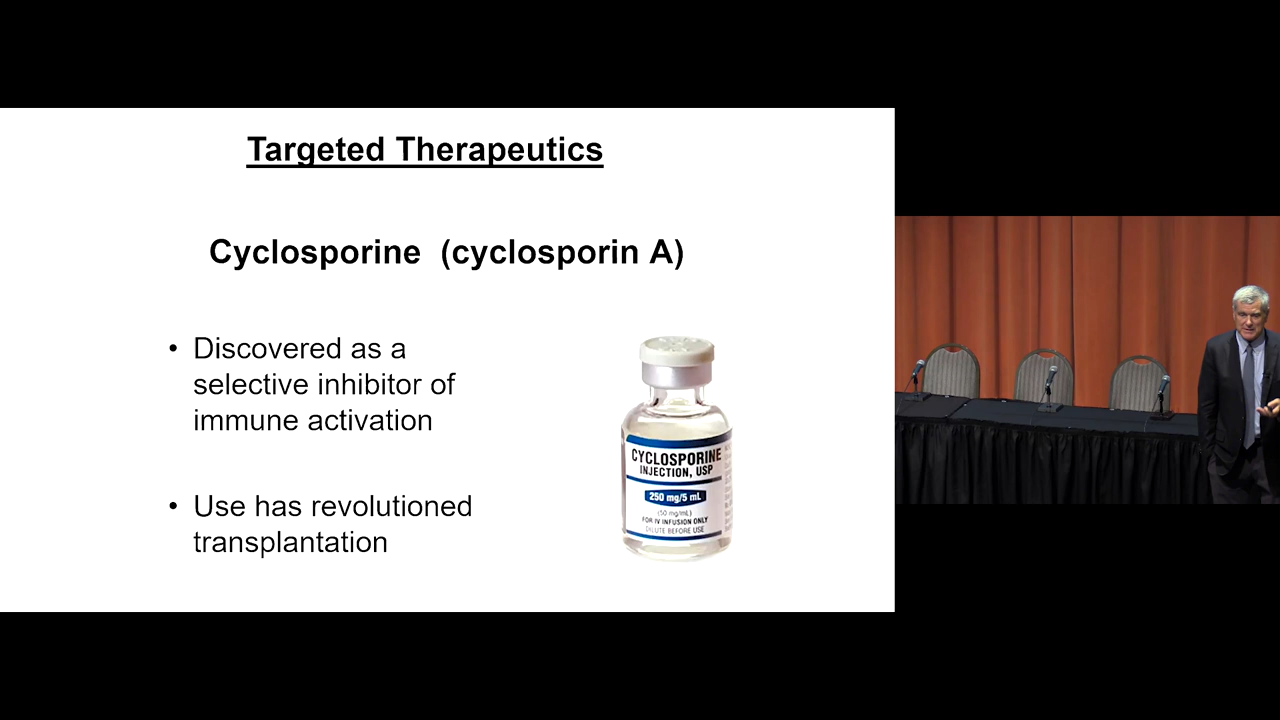 Targeted Therapeutics
Cyclosporine (cyclosporin A)
• Discovered as a
selective inhibitor of
immune activation
• Use has revolutioned
transplantation
CYCLOSPORINE
INJECTION, USP
250 mg/5 mL
(50 mg/mL)
FOR IV INFUSION ONLY
DILUTE BEFORE USE